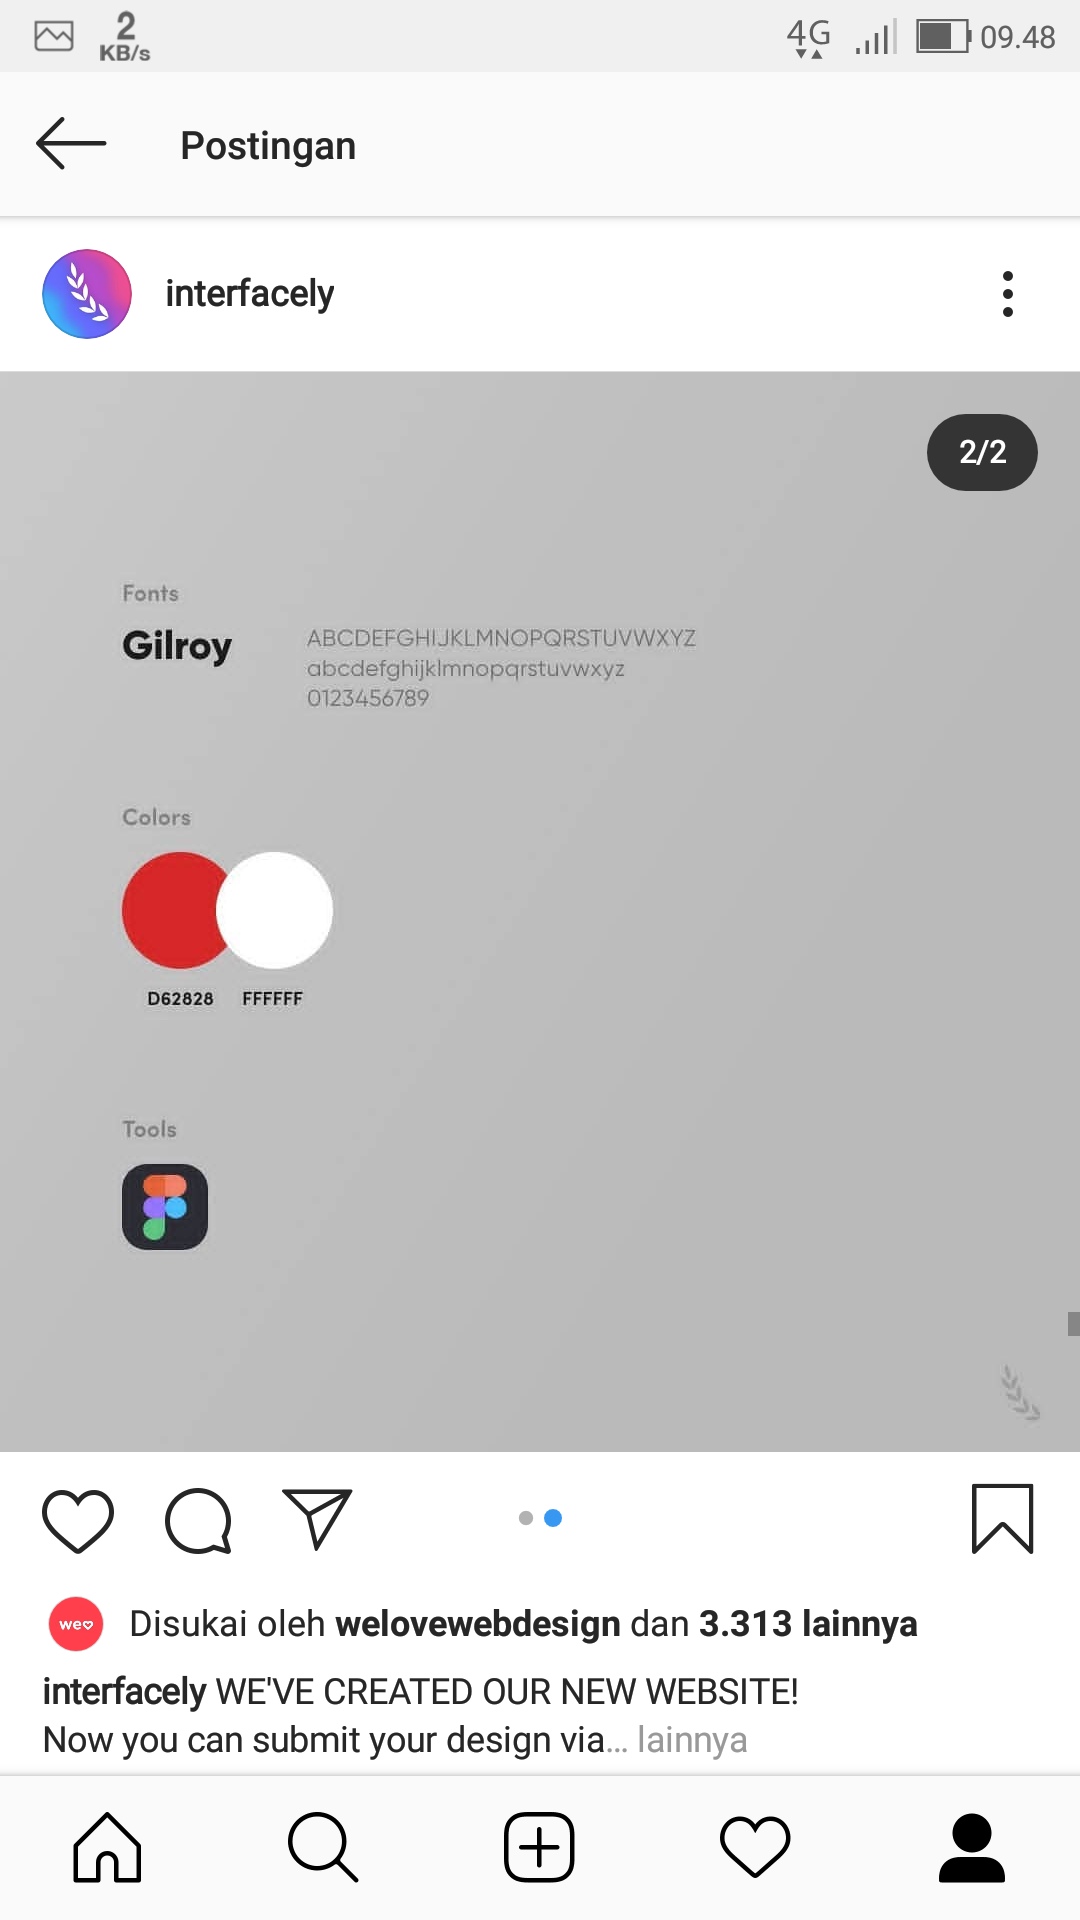 2
KB/s
4G
09.48
Postingan
interfacely
2/2
Fonts
Gilroy
ABCDEFGHIJKLMNOPQRSTUVWXYZ
abcdefghijklmnopqrstuvwxyz
0123456789
Colors
D62828 FFFFFF
Tools
we
Disukai oleh welovewebdesign dan 3.313 lainnya
interfacely WE'VE CREATED OUR NEW WEBSITE!
Now you can submit your design via... lainnya